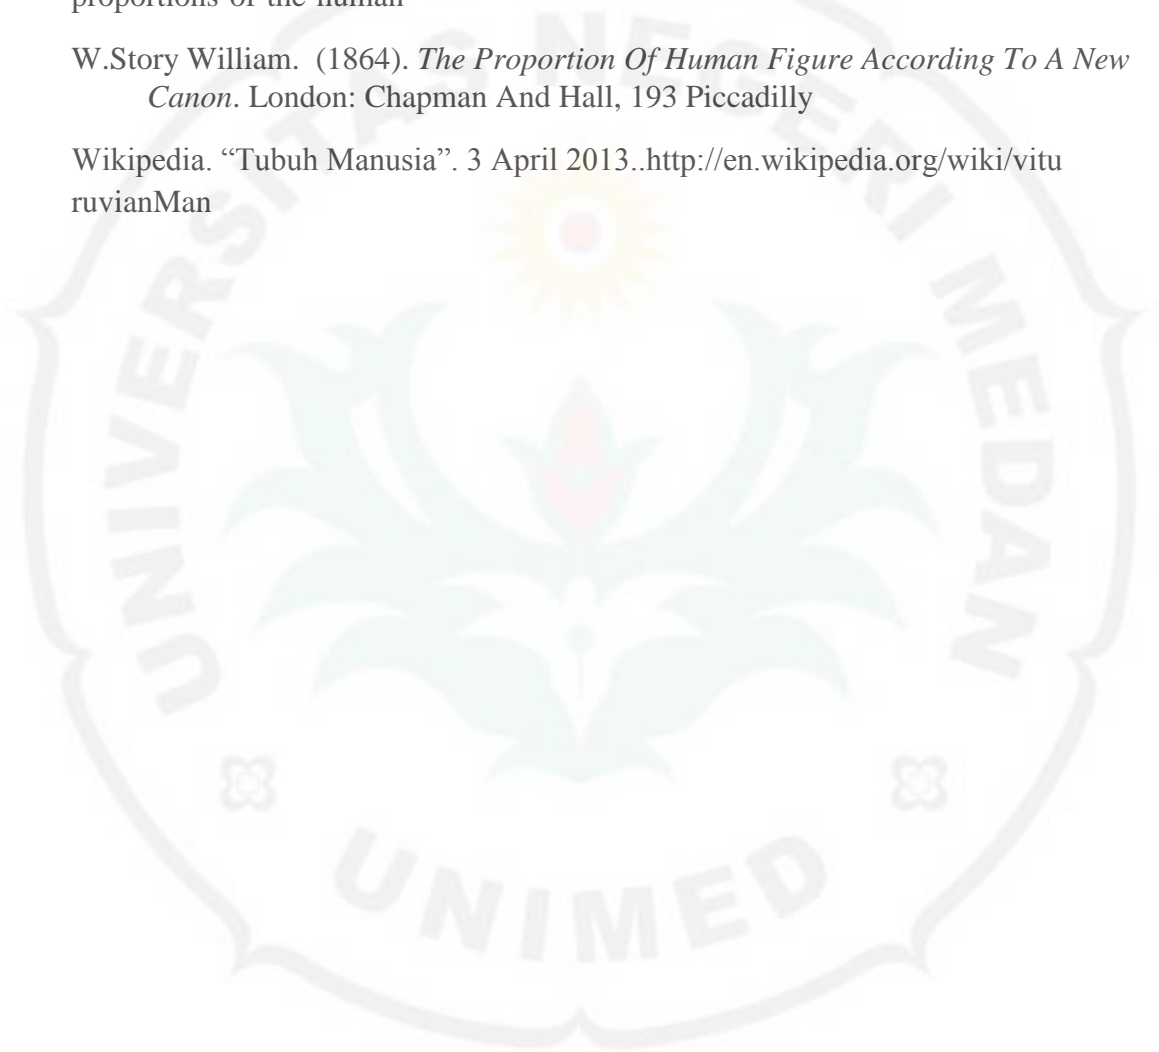 proportions of the human
W.Story William. (1864). The Proportion Of Human Figure According To A New
Canon. London: Chapman And Hall, 193 Piccadilly
Wikipedia. “Tubuh Manusia”. 3 April 2013..http://en.wikipedia.org/wiki/vitu
ruvianMan
UNIVERSITAS NEGERI MEDAN
UNIMED